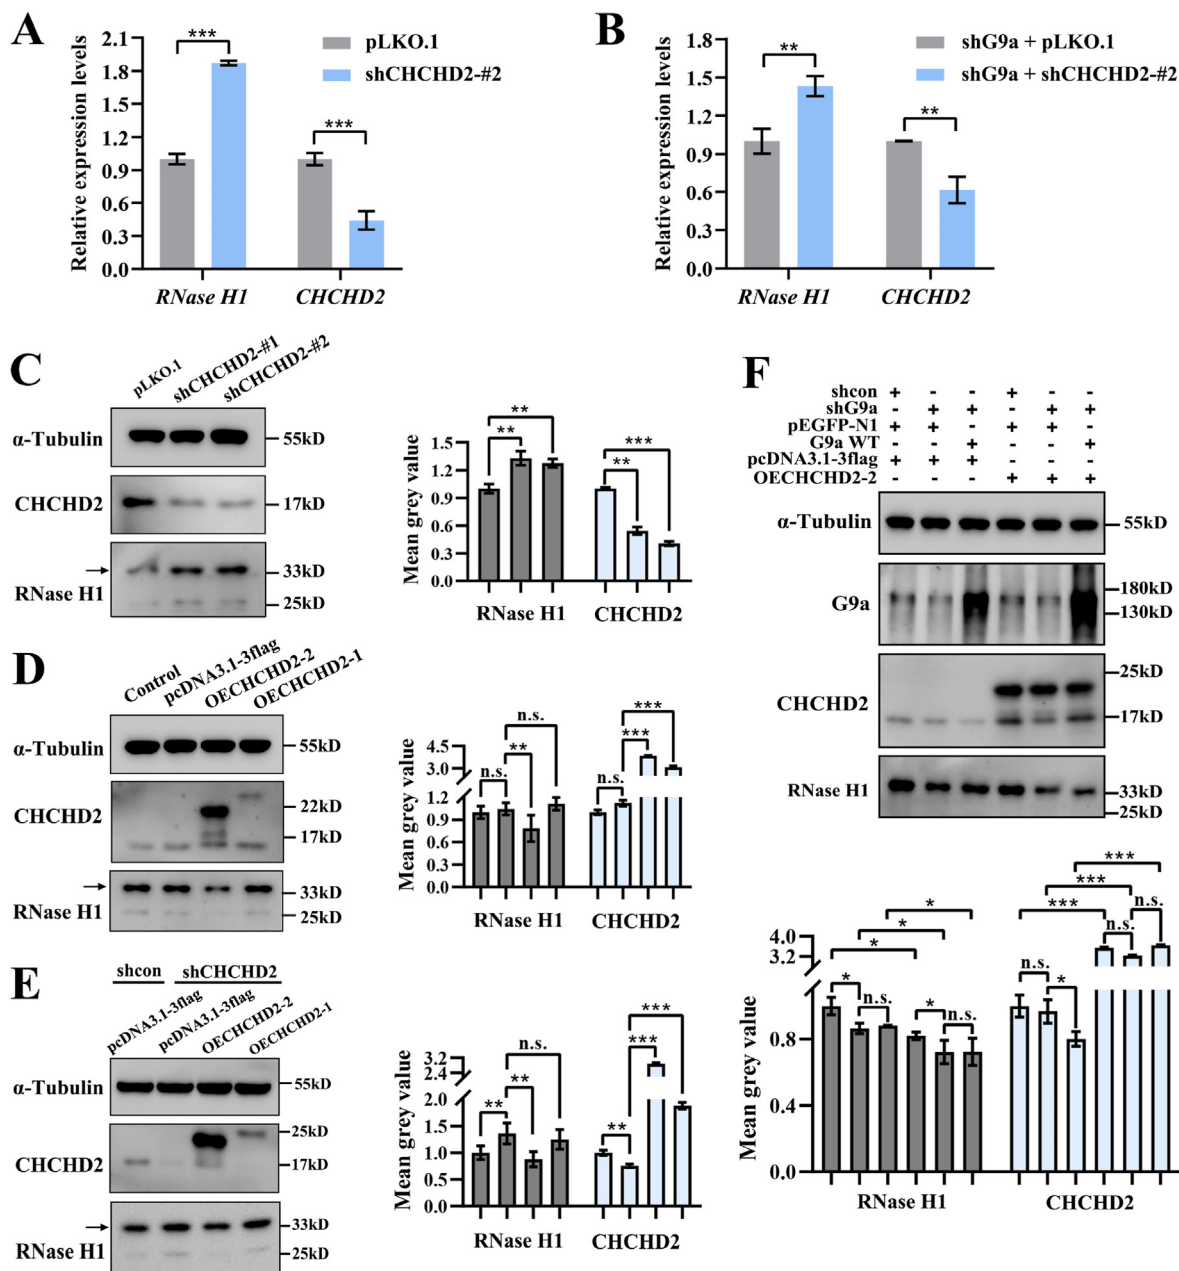 A
Relative expression levels
2.1
1.8
1.5
1.2
0.9
0.6
0.3
0.0
***
***
pLKO.1
shCHCHD2-#2
RNase H1
CHCHD2
B
Relative expression levels
1.8
1.5
1.2
0.9
0.6
0.3
0.0
**
**
shG9a + pLKO.1
shG9a + shCHCHD2-#2
RNase H1
CHCHD2
C
pLKO.1
shCHCHD2-#1
shCHCHD2-#2
α-Tubulin
55kD
CHCHD2
17kD
RNase H1
33kD
25kD
Mean grey value
1.5
1.2
0.9
0.6
0.3
0.0
**
**
***
**
RNase H1
CHCHD2
D
Control
pcDNA3.1-3flag
OECHCHD2-2
OECHCHD2-1
α-Tubulin
55kD
CHCHD2
22kD
17kD
RNase H1
33kD
25kD
Mean grey value
4.5
3.0
1.2
0.9
0.6
0.3
0.0
n.s.
**
n.s.
***
***
n.s.
RNase H1
CHCHD2
E
shcon
shCHCHD2
pcDNA3.1-3flag
pcDNA3.1-3flag
OECHCHD2-2
OECHCHD2-1
α-Tubulin
55kD
CHCHD2
25kD
17kD
RNase H1
33kD
25kD
Mean grey value
3.2
2.4
2.0
1.5
1.0
0.5
0.0
n.s.
**
**
***
***
**
RNase H1
CHCHD2
F
shcon + - - + - -
shG9a - + + - + +
pEGFP-N1 + + - + + -
G9a WT - - + - - +
pcDNA3.1-3flag + + + - - -
OECHCHD2-2 - - - + + +
α-Tubulin
55kD
G9a
180kD
130kD
CHCHD2
25kD
17kD
RNase H1
33kD
25kD
Mean grey value
4.0
3.2
0.8
0.4
0.0
*
*
*
*
n.s.
*
n.s.
***
***
***
n.s.
n.s.
n.s.
*
RNase H1
CHCHD2